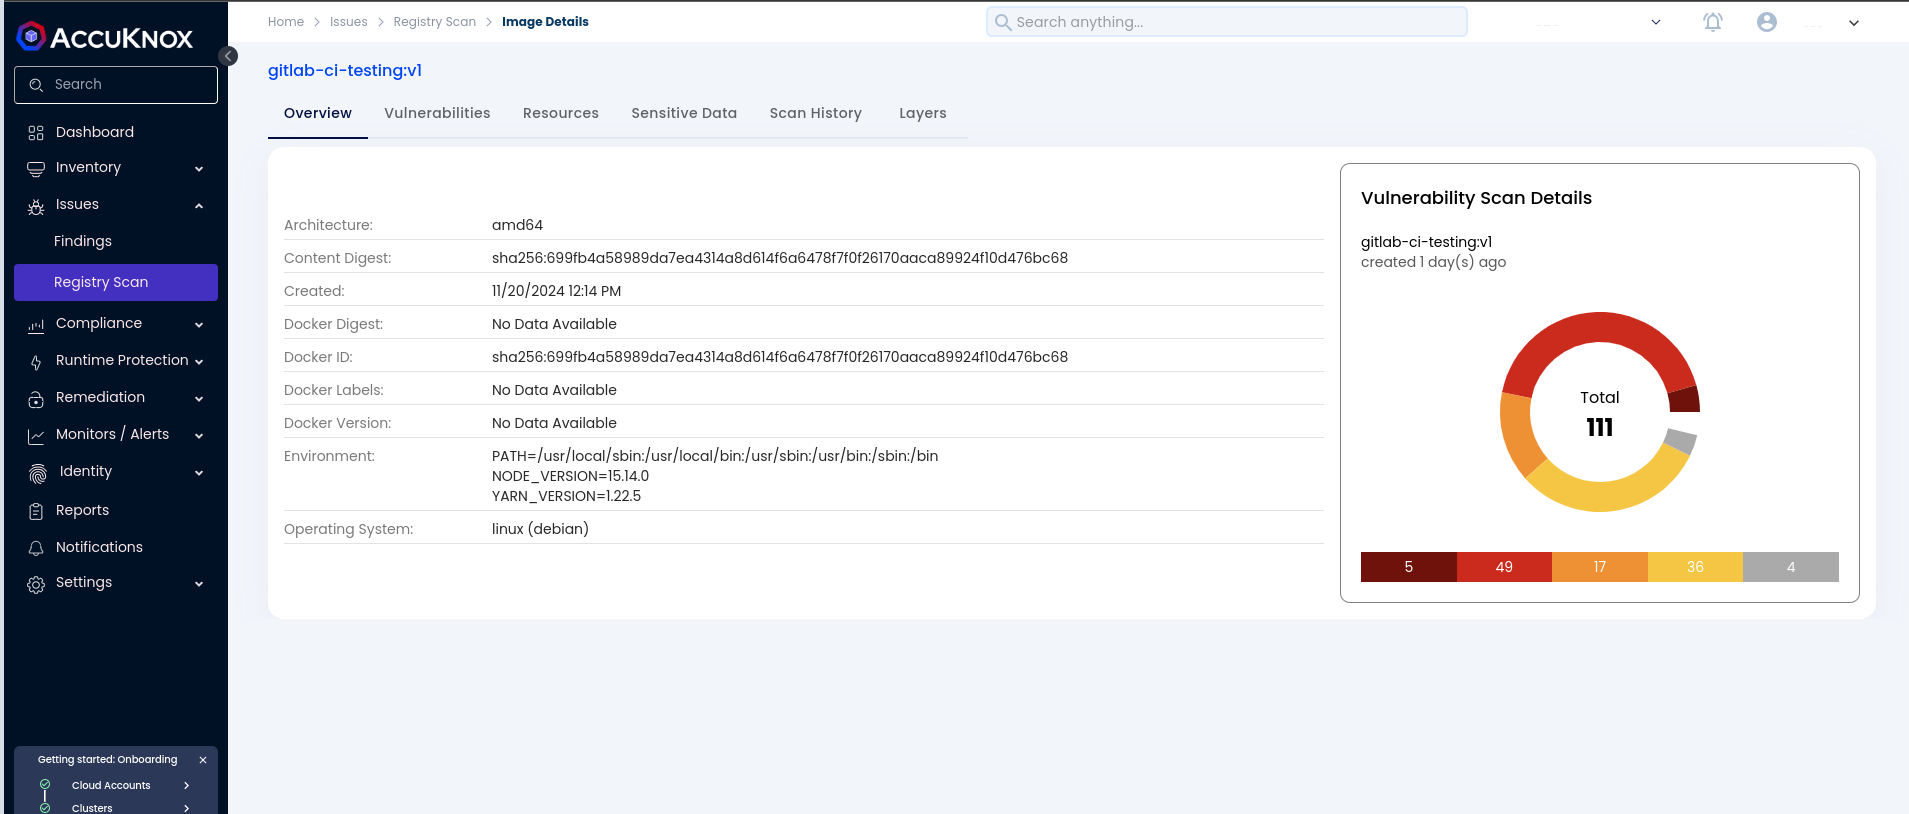 ACCUKNOX
Search
Dashboard
Inventory
Issues
Findings
Registry Scan
Compliance
Runtime Protection
Remediation
Monitors / Alerts
Identity
Reports
Notifications
Settings
Getting started: Onboarding
Cloud Accounts
Clusters
Home > Issues > Registry Scan > Image Details
Search anything...
gitlab-ci-testing:v1
Overview Vulnerabilities Resources Sensitive Data Scan History Layers
Architecture: amd64
Content Digest: sha256:699fb4a58989da7ea4314a8d614f6a6478f7f0f26170aaca89924f10d476bc68
Created: 11/20/2024 12:14 PM
Docker Digest: No Data Available
Docker ID: sha256:699fb4a58989da7ea4314a8d614f6a6478f7f0f26170aaca89924f10d476bc68
Docker Labels: No Data Available
Docker Version: No Data Available
Environment: PATH=/usr/local/sbin:/usr/local/bin:/usr/sbin:/usr/bin:/sbin:/bin
NODE_VERSION=15.14.0
YARN_VERSION=1.22.5
Operating System: linux (debian)
Vulnerability Scan Details
gitlab-ci-testing:v1
created 1 day(s) ago
Total
111
5 49 17 36 4